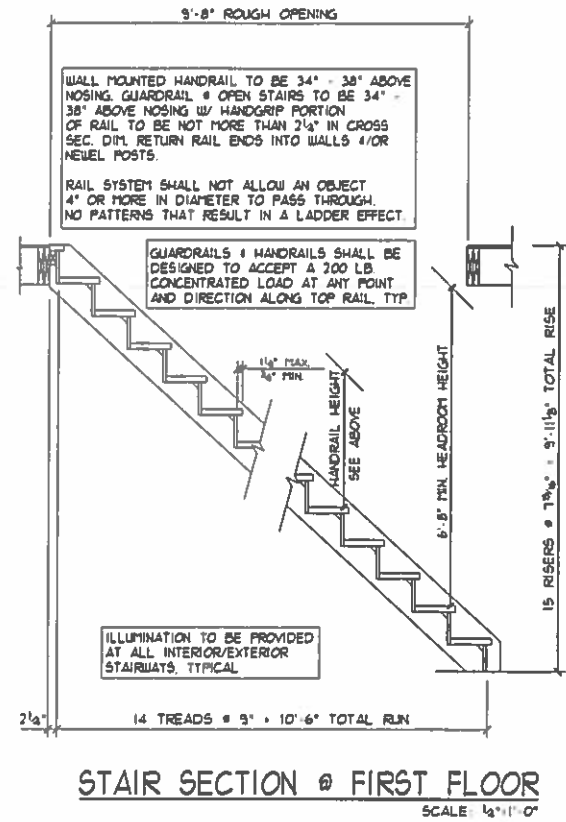 9'-8" ROUGH OPENING
WALL MOUNTED HANDRAIL TO BE 34" - 38" ABOVE
NOSING. GUARDRAIL @ OPEN STAIRS TO BE 34" -
38" ABOVE NOSING W/ HANDGRIP PORTION
OF RAIL TO BE NOT MORE THAN 2 1/4" IN CROSS
SEC. DIM. RETURN RAIL ENDS INTO WALLS &/OR
NEWEL POSTS.
RAIL SYSTEM SHALL NOT ALLOW AN OBJECT
4" OR MORE IN DIAMETER TO PASS THROUGH.
NO PATTERNS THAT RESULT IN A LADDER EFFECT.
GUARDRAILS & HANDRAILS SHALL BE
DESIGNED TO ACCEPT A 200 LB.
CONCENTRATED LOAD AT ANY POINT
AND DIRECTION ALONG TOP RAIL, TYP.
1 1/4" MAX.
3/4" MIN.
HANDRAIL HEIGHT
SEE ABOVE
6'-8" MIN. HEADROOM HEIGHT
15 RISERS @ 7 15/16" = 9'-11 1/8" TOTAL RISE
ILLUMINATION TO BE PROVIDED
AT ALL INTERIOR/EXTERIOR
STAIRWAYS, TYPICAL
2 1/4"
14 TREADS @ 9" = 10'-6" TOTAL RUN
STAIR SECTION @ FIRST FLOOR
SCALE: 1/2"=1'-0"